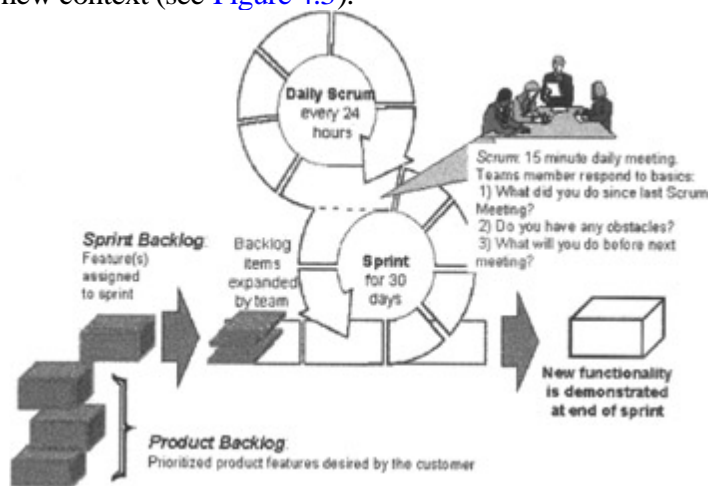 new context (see Figure 4.3).
Daily Scrum
every 24
hours
Scrum: 15 minute daily meeting.
Teams member respond to basics:
1) What did you do since last Scrum
Meeting?
2) Do you have any obstacles?
3) What will you do before next
meeting?
Sprint Backlog:
Feature(s)
assigned
to sprint
Backlog
items
expanded
by team
Sprint
for 30
days
New functionality
is demonstrated
at end of sprint
Product Backlog:
Prioritized product features desired by the customer